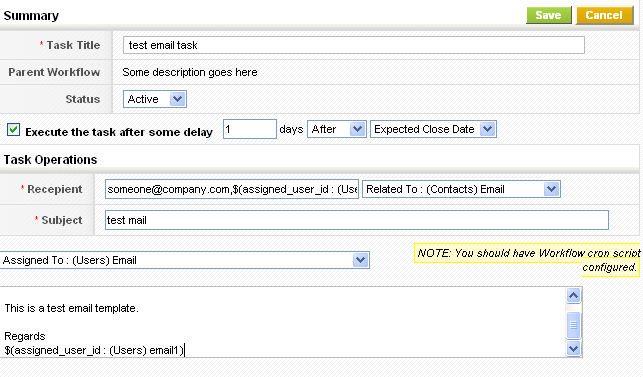 Summary
Save
Cancel
* Task Title
test email task
Parent Workflow
Some description goes here
Status
Active
Execute the task after some delay 1 days After Expected Close Date
Task Operations
* Recepient
someone@company.com,$(assigned_user_id : (Use
Related To : (Contacts) Email
* Subject
test mail
Assigned To : (Users) Email
NOTE: You should have Workflow cron script
configured.
This is a test email template.
Regards
$(assigned_user_id : (Users) email1)